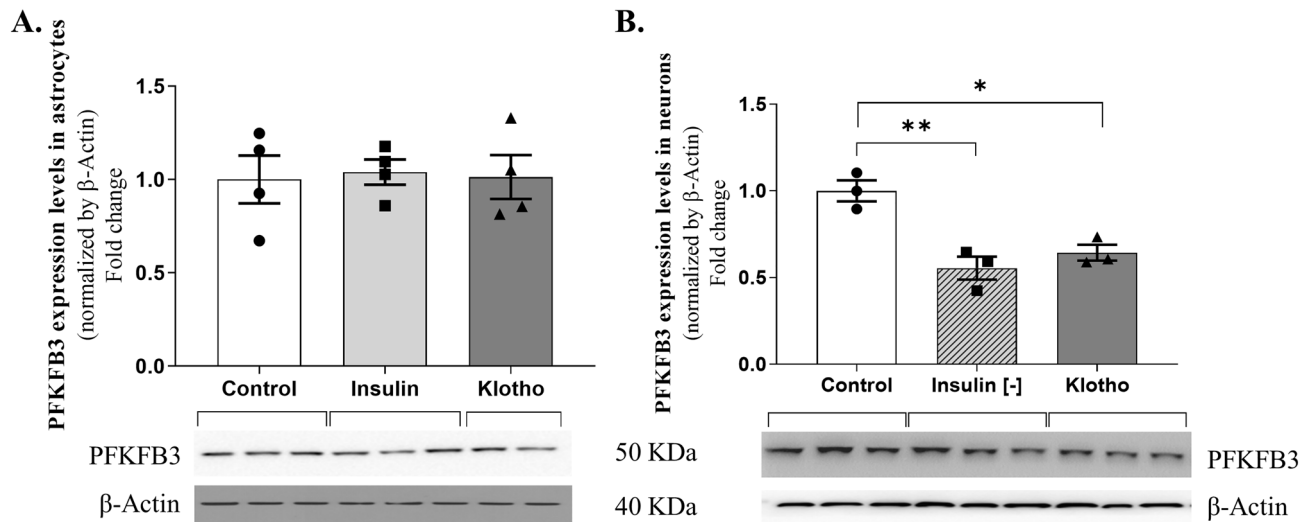 A.
PFKFB3 expression levels in astrocytes
(normalized by β-Actin)
Fold change
1.5
1.0
0.5
0.0
Control Insulin Klotho
PFKFB3
β-Actin
50 KDa
40 KDa
B.
PFKFB3 expression levels in neurons
(normalized by β-Actin)
Fold change
1.5
1.0
0.5
0.0
*
**
Control Insulin [-] Klotho
PFKFB3
β-Actin